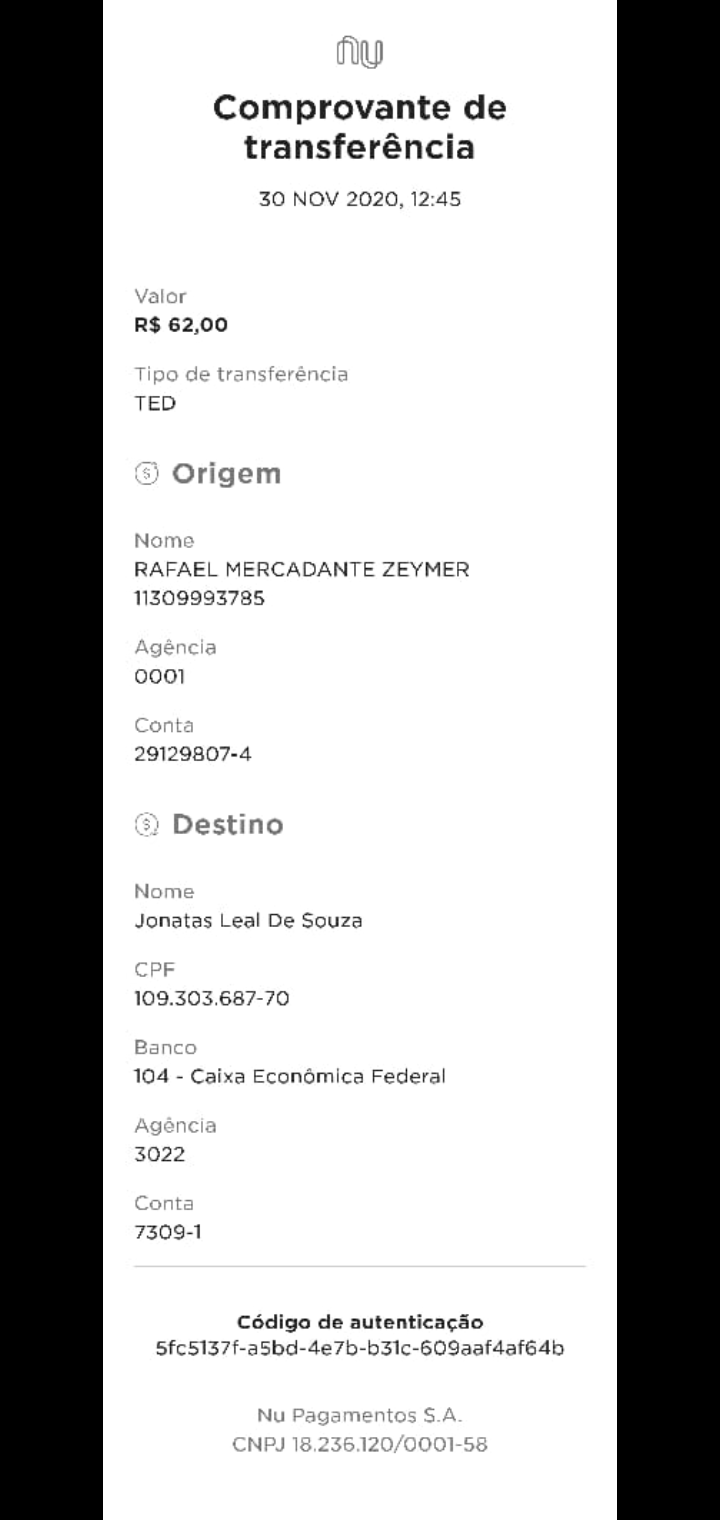 nu
Comprovante de
transferência
30 NOV 2020, 12:45
Valor
R$ 62,00
Tipo de transferência
TED
Origem
Nome
RAFAEL MERCADANTE ZEYMER
11309993785
Agência
0001
Conta
29129807-4
Destino
Nome
Jonatas Leal De Souza
CPF
109.303.687-70
Banco
104 - Caixa Econômica Federal
Agência
3022
Conta
7309-1
Código de autenticação
5fc5137f-a5bd-4e7b-b31c-609aaf4af64b
Nu Pagamentos S.A.
CNPJ 18.236.120/0001-58